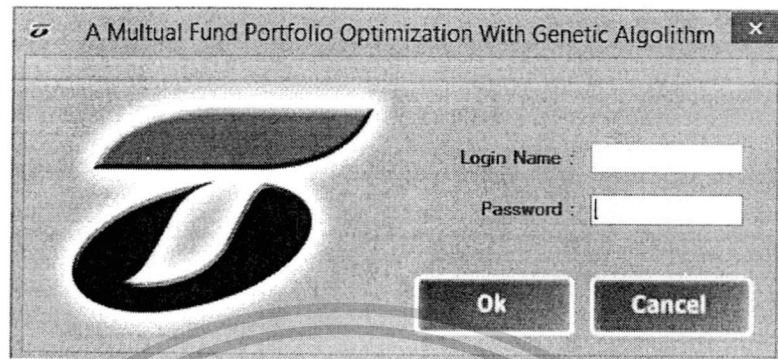 A Multual Fund Portfolio Optimization With Genetic Algolithm
Login Name :
Password :
Ok
Cancel